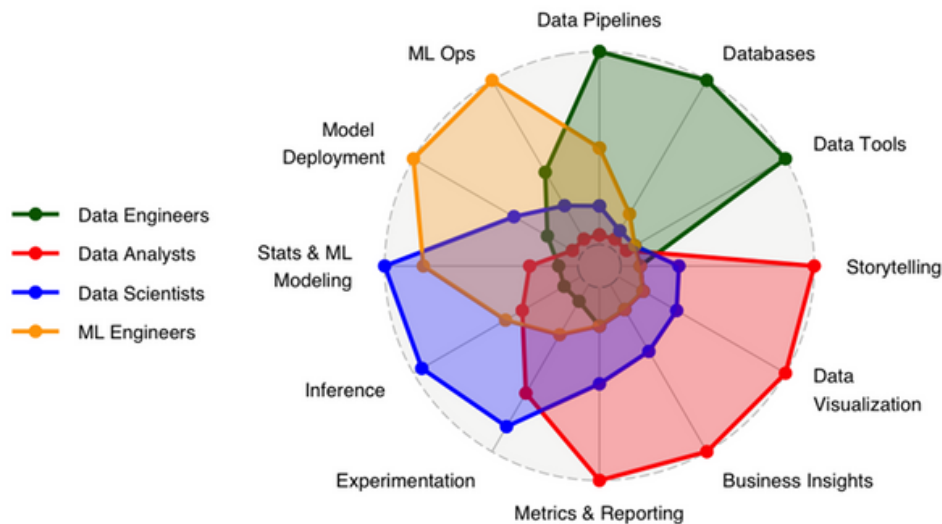 Data Pipelines
Databases
Data Tools
Storytelling
Data
Visualization
Business Insights
Metrics & Reporting
Experimentation
Inference
Stats & ML
Modeling
Model
Deployment
ML Ops
Data Engineers
Data Analysts
Data Scientists
ML Engineers